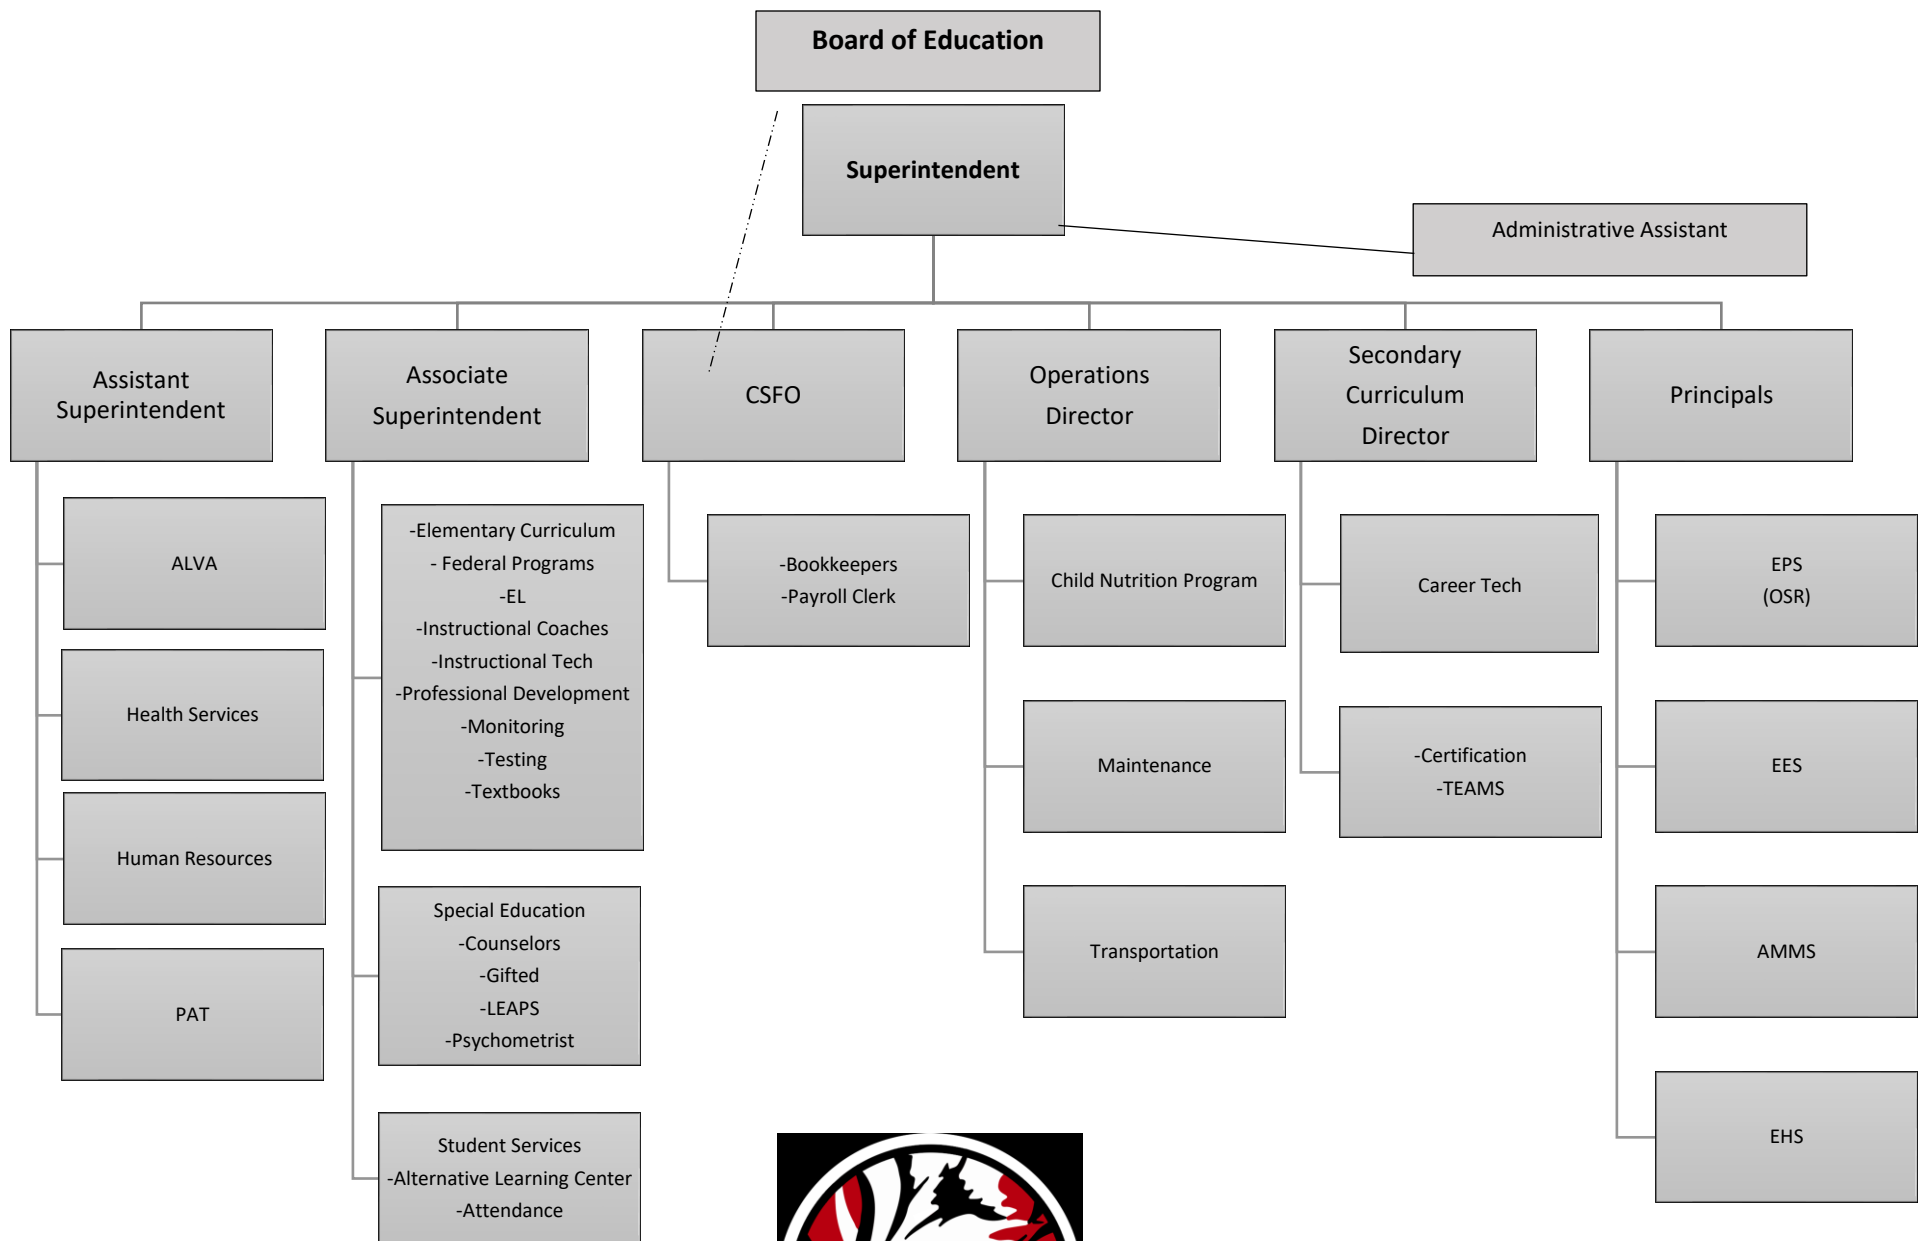 Board of Education
Superintendent
Administrative Assistant
Assistant
Superintendent
ALVA
Health Services
Human Resources
PAT
Associate
Superintendent
-Elementary Curriculum
- Federal Programs
-EL
-Instructional Coaches
-Instructional Tech
-Professional Development
-Monitoring
-Testing
-Textbooks
Special Education
-Counselors
-Gifted
-LEAPS
-Psychometrist
Student Services
-Alternative Learning Center
-Attendance
CSFO
-Bookkeepers
-Payroll Clerk
Operations
Director
Child Nutrition Program
Maintenance
Transportation
Secondary
Curriculum
Director
Career Tech
-Certification
-TEAMS
Principals
EPS
(OSR)
EES
AMMS
EHS